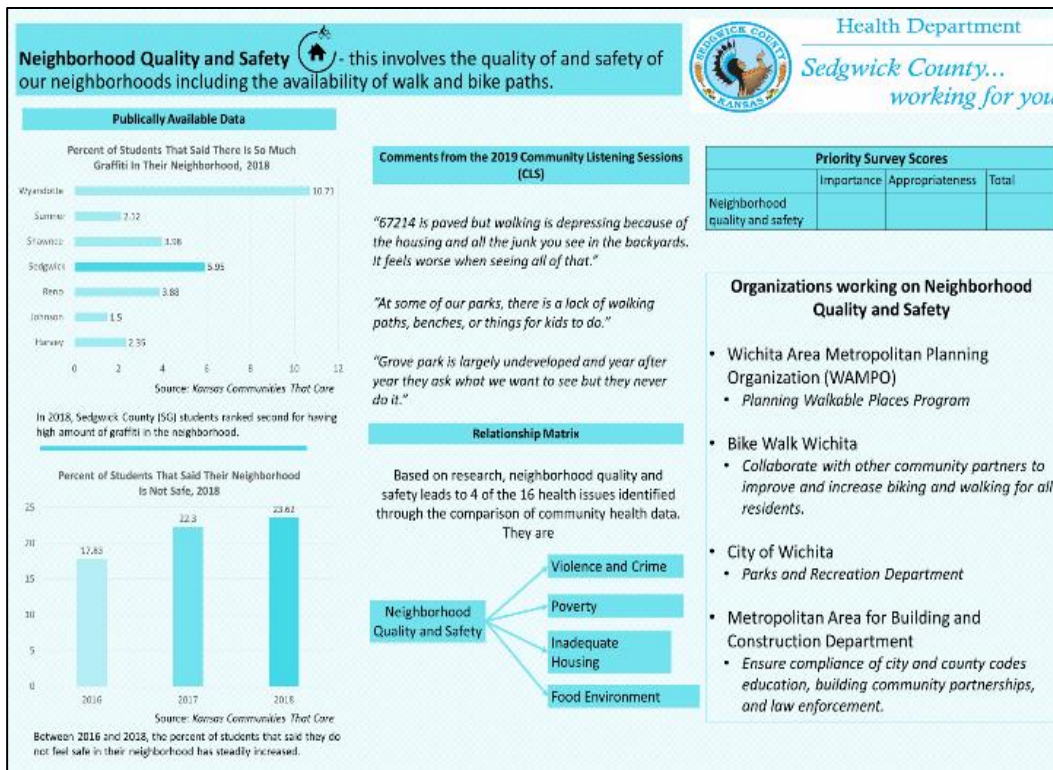 Neighborhood Quality and Safety - this involves the quality of and safety of
our neighborhoods including the availability of walk and bike paths.
SEDGWICK COUNTY
KANSAS
Health Department
Sedgwick County...
working for you
Publically Available Data
Percent of Students That Said There Is So Much
Graffiti In Their Neighborhood, 2018
Wyandotte 10.71
Sumner 2.12
Shawnee 3.98
Sedgwick 5.95
Reno 3.88
Johnson 1.5
Harvey 2.35
0 2 4 6 8 10 12
Source: Kansas Communities That Care
In 2018, Sedgwick County (SG) students ranked second for having
high amount of graffiti in the neighborhood.
Percent of Students That Said Their Neighborhood
Is Not Safe, 2018
25
20
15
10
5
0
17.83
22.3
23.62
2016 2017 2018
Source: Kansas Communities That Care
Between 2016 and 2018, the percent of students that said they do
not feel safe in their neighborhood has steadily increased.
Comments from the 2019 Community Listening Sessions
(CLS)
"67214 is paved but walking is depressing because of
the housing and all the junk you see in the backyards.
It feels worse when seeing all of that."
"At some of our parks, there is a lack of walking
paths, benches, or things for kids to do."
"Grove park is largely undeveloped and year after
year they ask what we want to see but they never
do it."
Relationship Matrix
Based on research, neighborhood quality and
safety leads to 4 of the 16 health issues identified
through the comparison of community health data.
They are
Neighborhood
Quality and Safety
Violence and Crime
Poverty
Inadequate
Housing
Food Environment
Priority Survey Scores
Importance Appropriateness Total
Neighborhood
quality and safety
Organizations working on Neighborhood
Quality and Safety
• Wichita Area Metropolitan Planning
Organization (WAMPO)
• Planning Walkable Places Program
• Bike Walk Wichita
• Collaborate with other community partners to
improve and increase biking and walking for all
residents.
• City of Wichita
• Parks and Recreation Department
• Metropolitan Area for Building and
Construction Department
• Ensure compliance of city and county codes
education, building community partnerships,
and law enforcement.